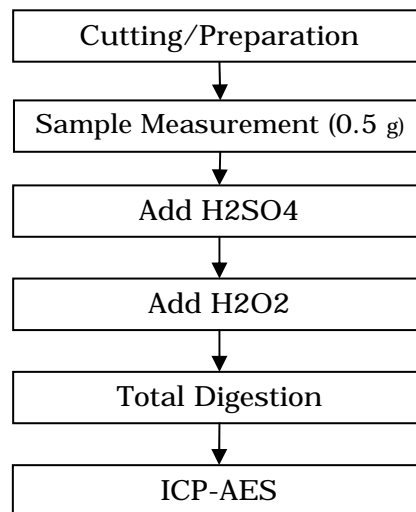 Cutting/Preparation
Sample Measurement (0.5 g)
Add H2SO4
Add H2O2
Total Digestion
ICP-AES